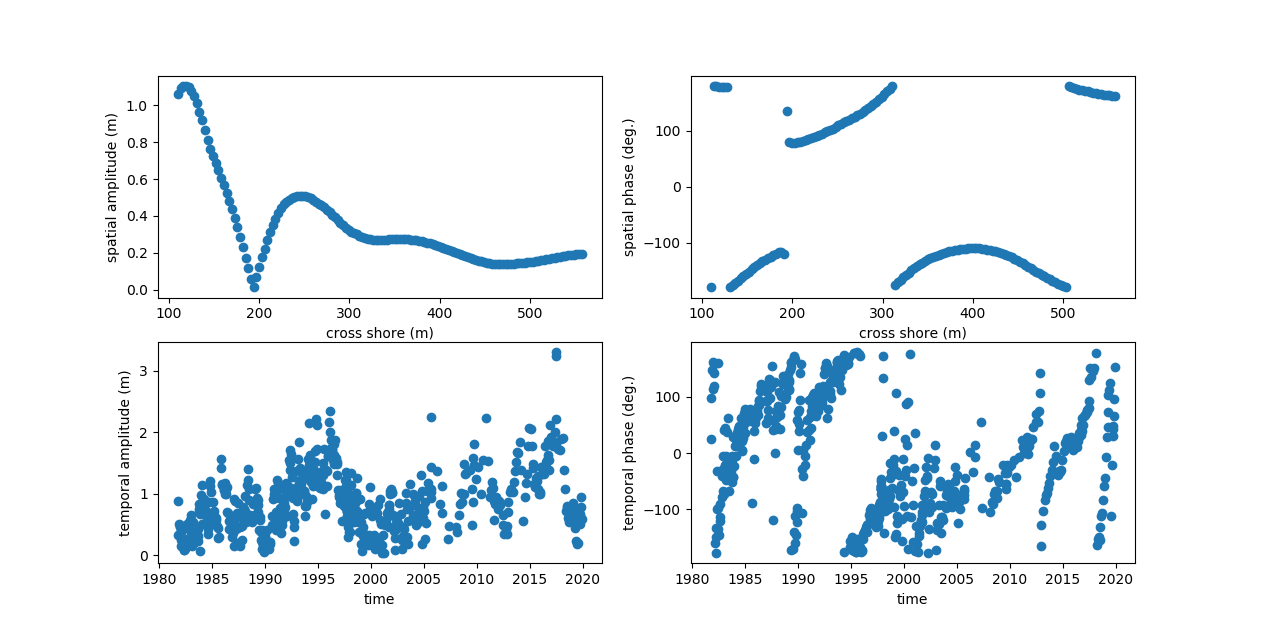 spatial amplitude (m)
1.0
0.8
0.6
0.4
0.2
0.0
100 200 300 400 500
cross shore (m)
spatial phase (deg.)
100
0
−100
100 200 300 400 500
cross shore (m)
temporal amplitude (m)
3
2
1
0
1980 1985 1990 1995 2000 2005 2010 2015 2020
time
temporal phase (deg.)
100
0
−100
1980 1985 1990 1995 2000 2005 2010 2015 2020
time